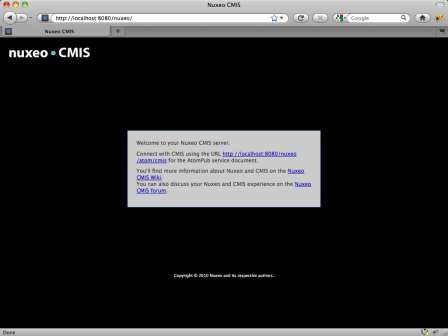 Nuxeo CMIS
http://localhost:8080/nuxeo/
Google
Nuxeo CMIS
nuxeo • CMIS
Welcome to your Nuxeo CMIS server.
Connect with CMIS using the URL http://localhost:8080/nuxeo
/atom/cmis for the AtomPub service document.
You'll find more information about Nuxeo and CMIS on the Nuxeo
CMIS Wiki.
You can also discuss your Nuxeo and CMIS experience on the Nuxeo
CMIS forum.
Copyright © 2010 Nuxeo and its respective authors.
Done